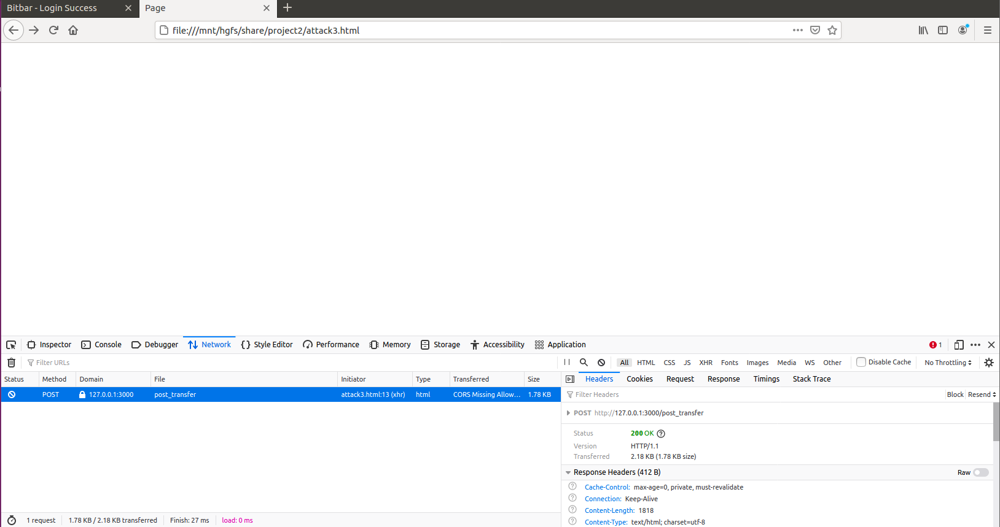 Bitbar - Login Success
Page
file:///mnt/hgfs/share/project2/attack3.html
Inspector Console Debugger Network Style Editor Performance Memory Storage Accessibility Application 1
Filter URLs All HTML CSS JS XHR Fonts Images Media WS Other Disable Cache No Throttling
Status Method Domain File Initiator Type Transferred Size
POST 127.0.0.1:3000 post_transfer attack3.html:13 (xhr) html CORS Missing Allow... 1.78 KB
Headers Cookies Request Response Timings Stack Trace
Filter Headers Block Resend
POST http://127.0.0.1:3000/post_transfer
Status 200 OK
Version HTTP/1.1
Transferred 2.18 KB (1.78 KB size)
Response Headers (412 B) Raw
Cache-Control: max-age=0, private, must-revalidate
Connection: Keep-Alive
Content-Length: 1818
Content-Type: text/html; charset=utf-8
1 request 1.78 KB / 2.18 KB transferred Finish: 27 ms load: 0 ms